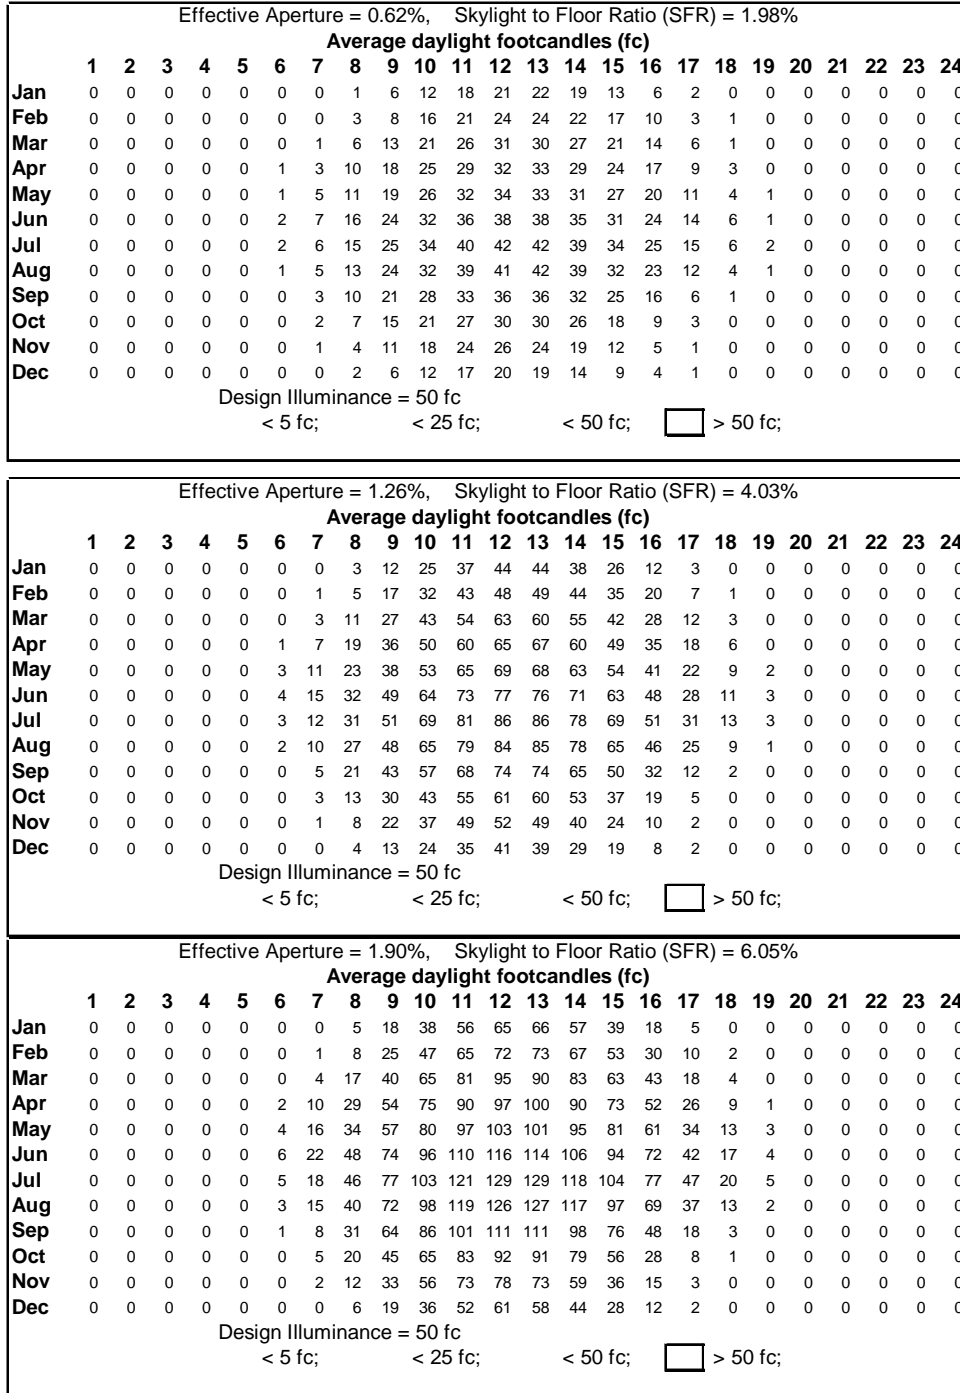 Effective Aperture = 0.62%, Skylight to Floor Ratio (SFR) = 1.98%
Average daylight footcandles (fc)
1 2 3 4 5 6 7 8 9 10 11 12 13 14 15 16 17 18 19 20 21 22 23 24
Jan 0 0 0 0 0 0 0 1 6 12 18 21 22 19 13 6 2 0 0 0 0 0 0 0
Feb 0 0 0 0 0 0 0 3 8 16 21 24 24 22 17 10 3 1 0 0 0 0 0 0
Mar 0 0 0 0 0 0 1 6 13 21 26 31 30 27 21 14 6 1 0 0 0 0 0 0
Apr 0 0 0 0 0 1 3 10 18 25 29 32 33 29 24 17 9 3 0 0 0 0 0 0
May 0 0 0 0 0 1 5 11 19 26 32 34 33 31 27 20 11 4 1 0 0 0 0 0
Jun 0 0 0 0 0 2 7 16 24 32 36 38 38 35 31 24 14 6 1 0 0 0 0 0
Jul 0 0 0 0 0 2 6 15 25 34 40 42 42 39 34 25 15 6 2 0 0 0 0 0
Aug 0 0 0 0 0 1 5 13 24 32 39 41 42 39 32 23 12 4 1 0 0 0 0 0
Sep 0 0 0 0 0 0 3 10 21 28 33 36 36 32 25 16 6 1 0 0 0 0 0 0
Oct 0 0 0 0 0 0 2 7 15 21 27 30 30 26 18 9 3 0 0 0 0 0 0 0
Nov 0 0 0 0 0 0 1 4 11 18 24 26 24 19 12 5 1 0 0 0 0 0 0 0
Dec 0 0 0 0 0 0 0 2 6 12 17 20 19 14 9 4 1 0 0 0 0 0 0 0
Design Illuminance = 50 fc
< 5 fc; < 25 fc; < 50 fc; > 50 fc;
Effective Aperture = 1.26%, Skylight to Floor Ratio (SFR) = 4.03%
Average daylight footcandles (fc)
1 2 3 4 5 6 7 8 9 10 11 12 13 14 15 16 17 18 19 20 21 22 23 24
Jan 0 0 0 0 0 0 0 3 12 25 37 44 44 38 26 12 3 0 0 0 0 0 0 0
Feb 0 0 0 0 0 0 1 5 17 32 43 48 49 44 35 20 7 1 0 0 0 0 0 0
Mar 0 0 0 0 0 0 3 11 27 43 54 63 60 55 42 28 12 3 0 0 0 0 0 0
Apr 0 0 0 0 0 1 7 19 36 50 60 65 67 60 49 35 18 6 0 0 0 0 0 0
May 0 0 0 0 0 3 11 23 38 53 65 69 68 63 54 41 22 9 2 0 0 0 0 0
Jun 0 0 0 0 0 4 15 32 49 64 73 77 76 71 63 48 28 11 3 0 0 0 0 0
Jul 0 0 0 0 0 3 12 31 51 69 81 86 86 78 69 51 31 13 3 0 0 0 0 0
Aug 0 0 0 0 0 2 10 27 48 65 79 84 85 78 65 46 25 9 1 0 0 0 0 0
Sep 0 0 0 0 0 0 5 21 43 57 68 74 74 65 50 32 12 2 0 0 0 0 0 0
Oct 0 0 0 0 0 0 3 13 30 43 55 61 60 53 37 19 5 0 0 0 0 0 0 0
Nov 0 0 0 0 0 0 1 8 22 37 49 52 49 40 24 10 2 0 0 0 0 0 0 0
Dec 0 0 0 0 0 0 0 4 13 24 35 41 39 29 19 8 2 0 0 0 0 0 0 0
Design Illuminance = 50 fc
< 5 fc; < 25 fc; < 50 fc; > 50 fc;
Effective Aperture = 1.90%, Skylight to Floor Ratio (SFR) = 6.05%
Average daylight footcandles (fc)
1 2 3 4 5 6 7 8 9 10 11 12 13 14 15 16 17 18 19 20 21 22 23 24
Jan 0 0 0 0 0 0 0 5 18 38 56 65 66 57 39 18 5 0 0 0 0 0 0 0
Feb 0 0 0 0 0 0 1 8 25 47 65 72 73 67 53 30 10 2 0 0 0 0 0 0
Mar 0 0 0 0 0 0 4 17 40 65 81 95 90 83 63 43 18 4 0 0 0 0 0 0
Apr 0 0 0 0 0 2 10 29 54 75 90 97 100 90 73 52 26 9 1 0 0 0 0 0
May 0 0 0 0 0 4 16 34 57 80 97 103 101 95 81 61 34 13 3 0 0 0 0 0
Jun 0 0 0 0 0 6 22 48 74 96 110 116 114 106 94 72 42 17 4 0 0 0 0 0
Jul 0 0 0 0 0 5 18 46 77 103 121 129 129 118 104 77 47 20 5 0 0 0 0 0
Aug 0 0 0 0 0 3 15 40 72 98 119 126 127 117 97 69 37 13 2 0 0 0 0 0
Sep 0 0 0 0 0 1 8 31 64 86 101 111 111 98 76 48 18 3 0 0 0 0 0 0
Oct 0 0 0 0 0 0 5 20 45 65 83 92 91 79 56 28 8 1 0 0 0 0 0 0
Nov 0 0 0 0 0 0 2 12 33 56 73 78 73 59 36 15 3 0 0 0 0 0 0 0
Dec 0 0 0 0 0 0 0 6 19 36 52 61 58 44 28 12 2 0 0 0 0 0 0 0
Design Illuminance = 50 fc
< 5 fc; < 25 fc; < 50 fc; > 50 fc;